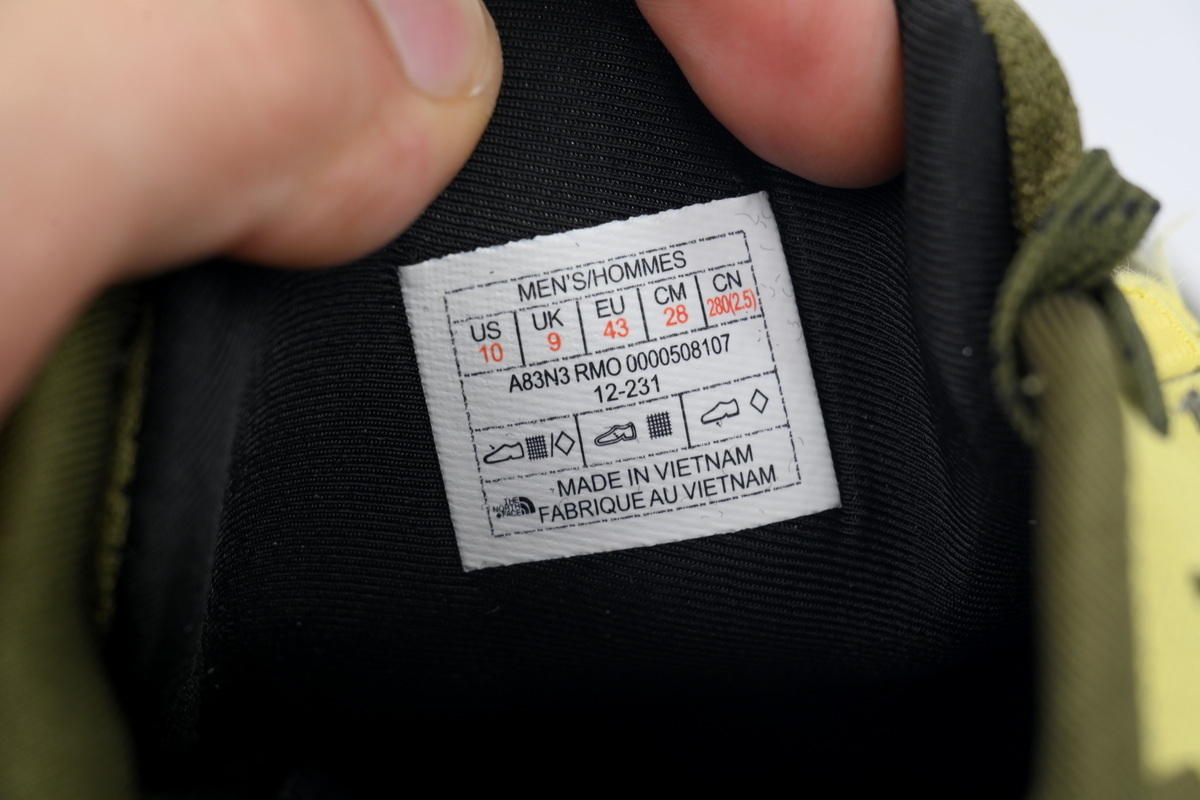 MEN'S/HOMMES
US UK EU CM CN
10 9 43 28 280(2.5)
A83N3 RMO 0000508107
12-231
MADE IN VIETNAM
FABRIQUE AU VIETNAM
THE
NORTH
FACE